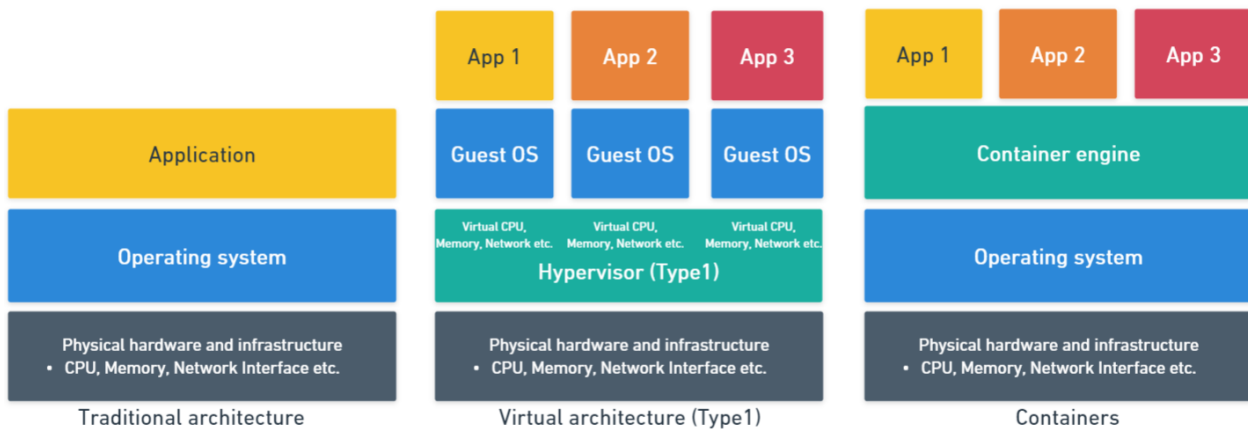 Application
Operating system
Physical hardware and infrastructure
• CPU, Memory, Network Interface etc.
Traditional architecture
App 1
App 2
App 3
Guest OS
Guest OS
Guest OS
Virtual CPU,
Memory, Network etc.
Virtual CPU,
Memory, Network etc.
Virtual CPU,
Memory, Network etc.
Hypervisor (Type1)
Physical hardware and infrastructure
• CPU, Memory, Network Interface etc.
Virtual architecture (Type1)
App 1
App 2
App 3
Container engine
Operating system
Physical hardware and infrastructure
• CPU, Memory, Network Interface etc.
Containers